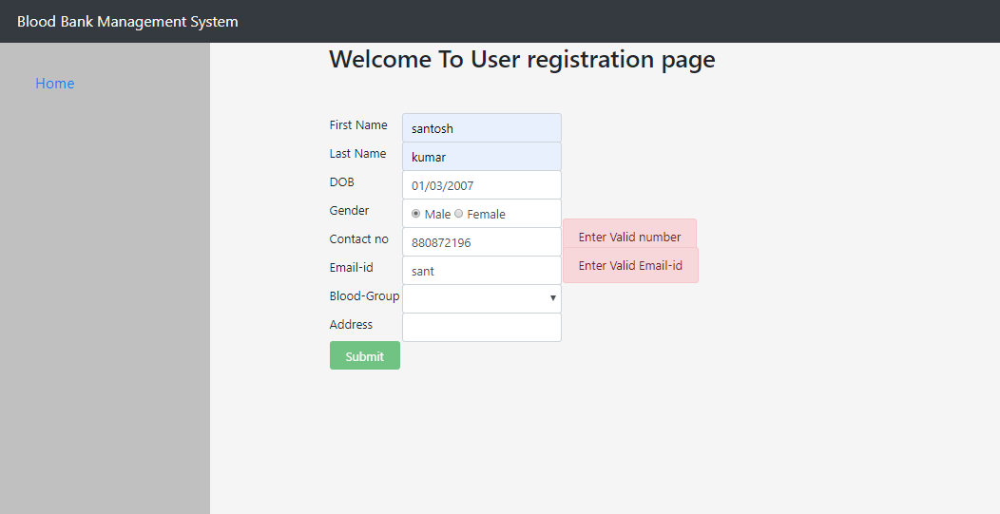 Blood Bank Management System
Home
Welcome To User registration page
First Name santosh
Last Name kumar
DOB 01/03/2007
Gender Male Female
Contact no 880872196 Enter Valid number
Email-id sant Enter Valid Email-id
Blood-Group
Address
Submit